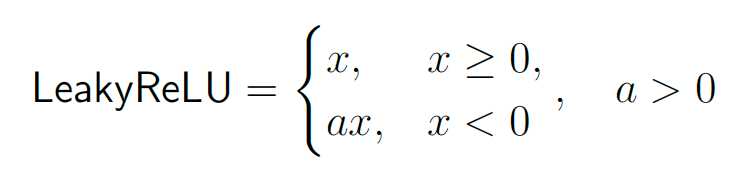 LeakyReLU = { x, x ≥ 0,
ax, x < 0 , a > 0